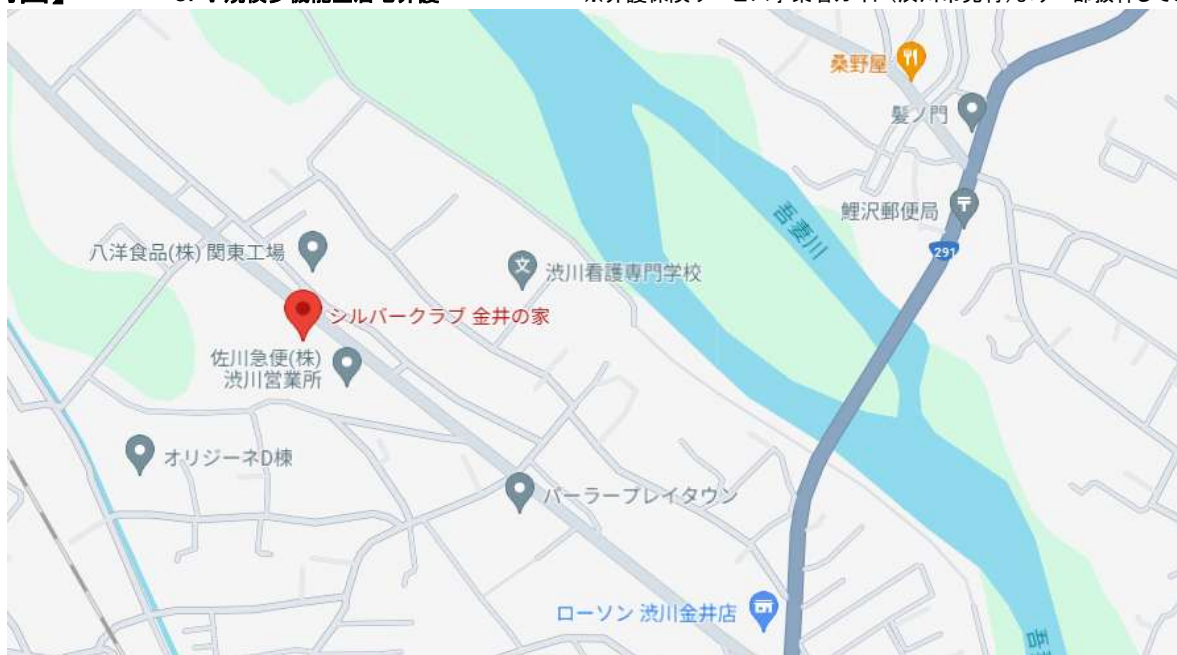 桑野屋
髪ノ門
鯉沢郵便局
291
吾妻川
八洋食品(株) 関東工場
渋川看護専門学校
シルバークラブ 金井の家
佐川急便(株)
渋川営業所
オリジーネD棟
パーラープレイタウン
ローソン 渋川金井店
吾